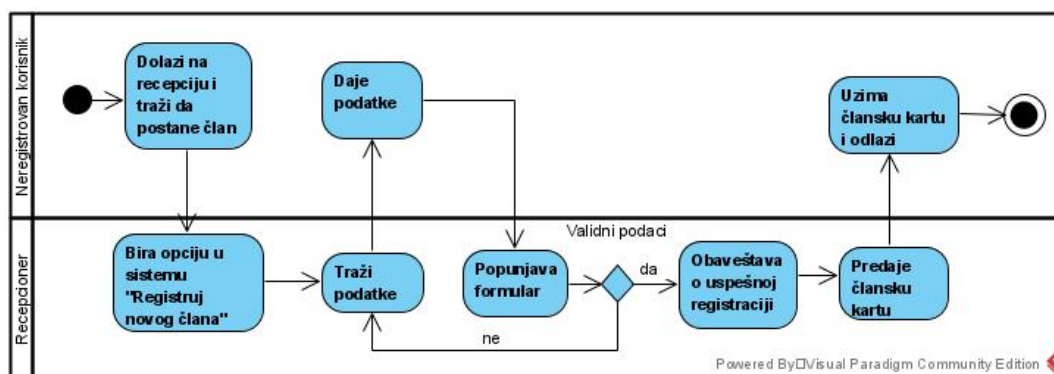 Neregistrovan korisnik
Dolazi na
recepciju i
traži da
postane član
Daje
podatke
Uzima
člansku kartu
i odlazi
Recepcioner
Bira opciju u
sistemu
"Registruj
novog člana"
Traži
podatke
Popunjava
formular
Validni podaci
da
ne
Obaveštava
o uspešnoj
registraciji
Predaje
člansku
kartu
Powered By□Visual Paradigm Community Edition